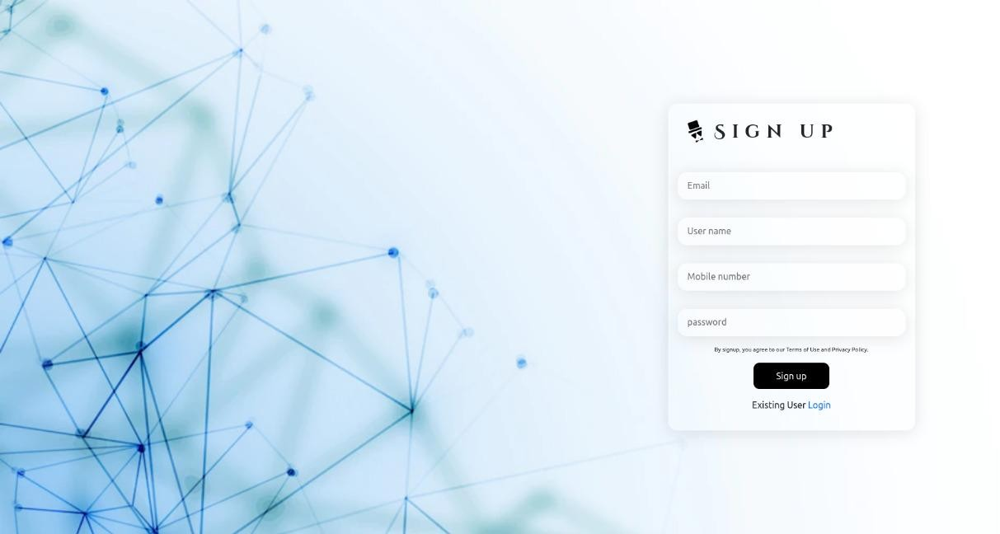 SIGN UP
Email
User name
Mobile number
password
By signup, you agree to our Terms of Use and Privacy Policy.
Sign up
Existing User Login